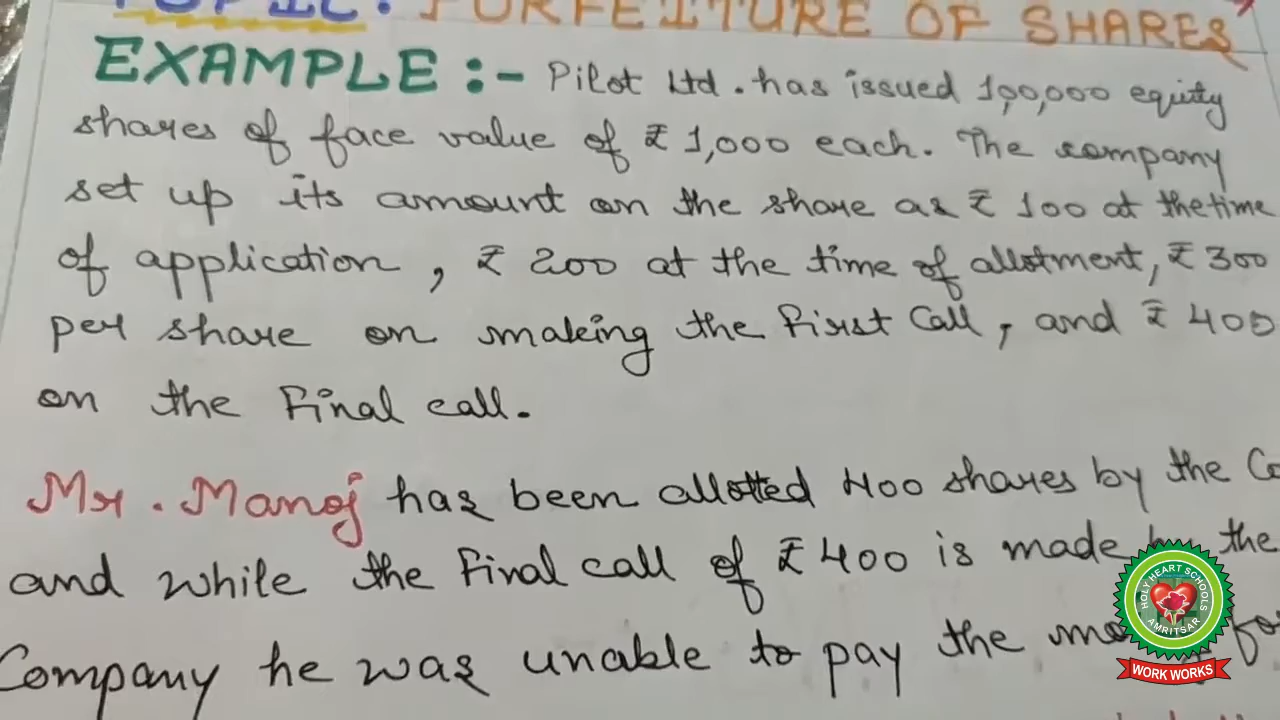 TOPIC: FORFEITURE OF SHARES
EXAMPLE :- Pilot Ltd. has issued 1,00,000 equity
shares of face value of ₹ 1,000 each. The company
set up its amount on the share as ₹ 100 at the time
of application, ₹ 200 at the time of allotment, ₹ 300
per share on making the First Call, and ₹ 400
on the Final call.
Mr. Manoj has been allotted 400 shares by the
and while the Final call of ₹ 400 is made by the
Company he was unable to pay the
HOLY HEART SCHOOLS
AMRITSAR
WORK WORKS